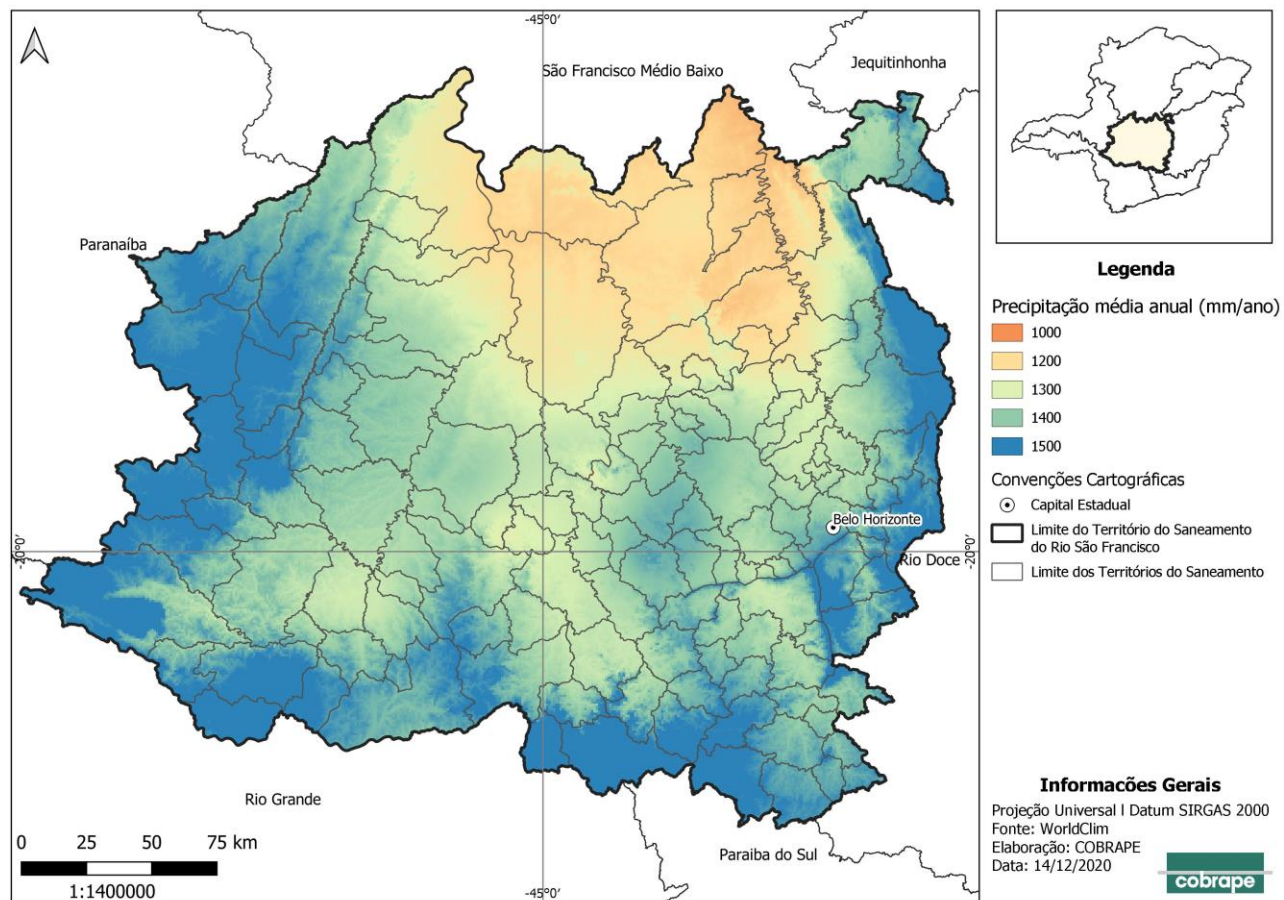 -45°0'
São Francisco Médio Baixo
Jequitinhonha
Paranaíba
Belo Horizonte
-20°0'
-20°0'
Rio Doce
Rio Grande
Paraiba do Sul
-45°0'
0 25 50 75 km
1:1400000
Legenda
Precipitação média anual (mm/ano)
1000
1200
1300
1400
1500
Convenções Cartográficas
Capital Estadual
Limite do Território do Saneamento
do Rio São Francisco
Limite dos Territórios do Saneamento
Informacões Gerais
Projeção Universal l Datum SIRGAS 2000
Fonte: WorldClim
Elaboração: COBRAPE
Data: 14/12/2020
cobrape